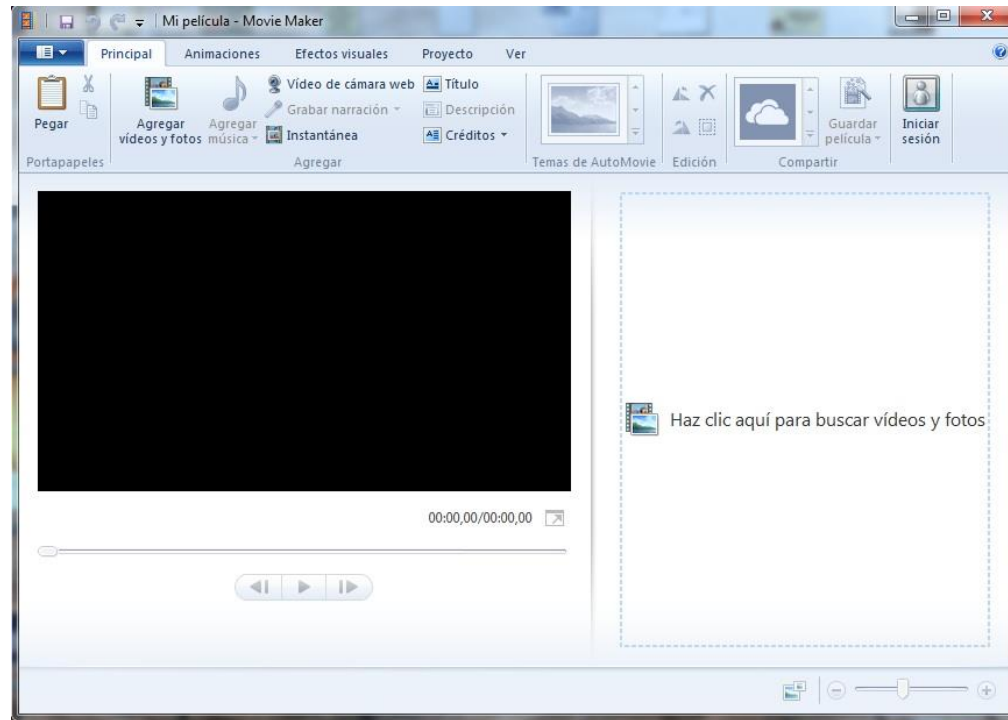 Mi película - Movie Maker
Principal Animaciones Efectos visuales Proyecto Ver
Pegar
Portapapeles
Agregar vídeos y fotos
Agregar música
Vídeo de cámara web
Grabar narración
Instantánea
Título
Descripción
Créditos
Agregar
Temas de AutoMovie
Edición
Guardar película
Compartir
Iniciar sesión
Haz clic aquí para buscar vídeos y fotos
00:00,00/00:00,00